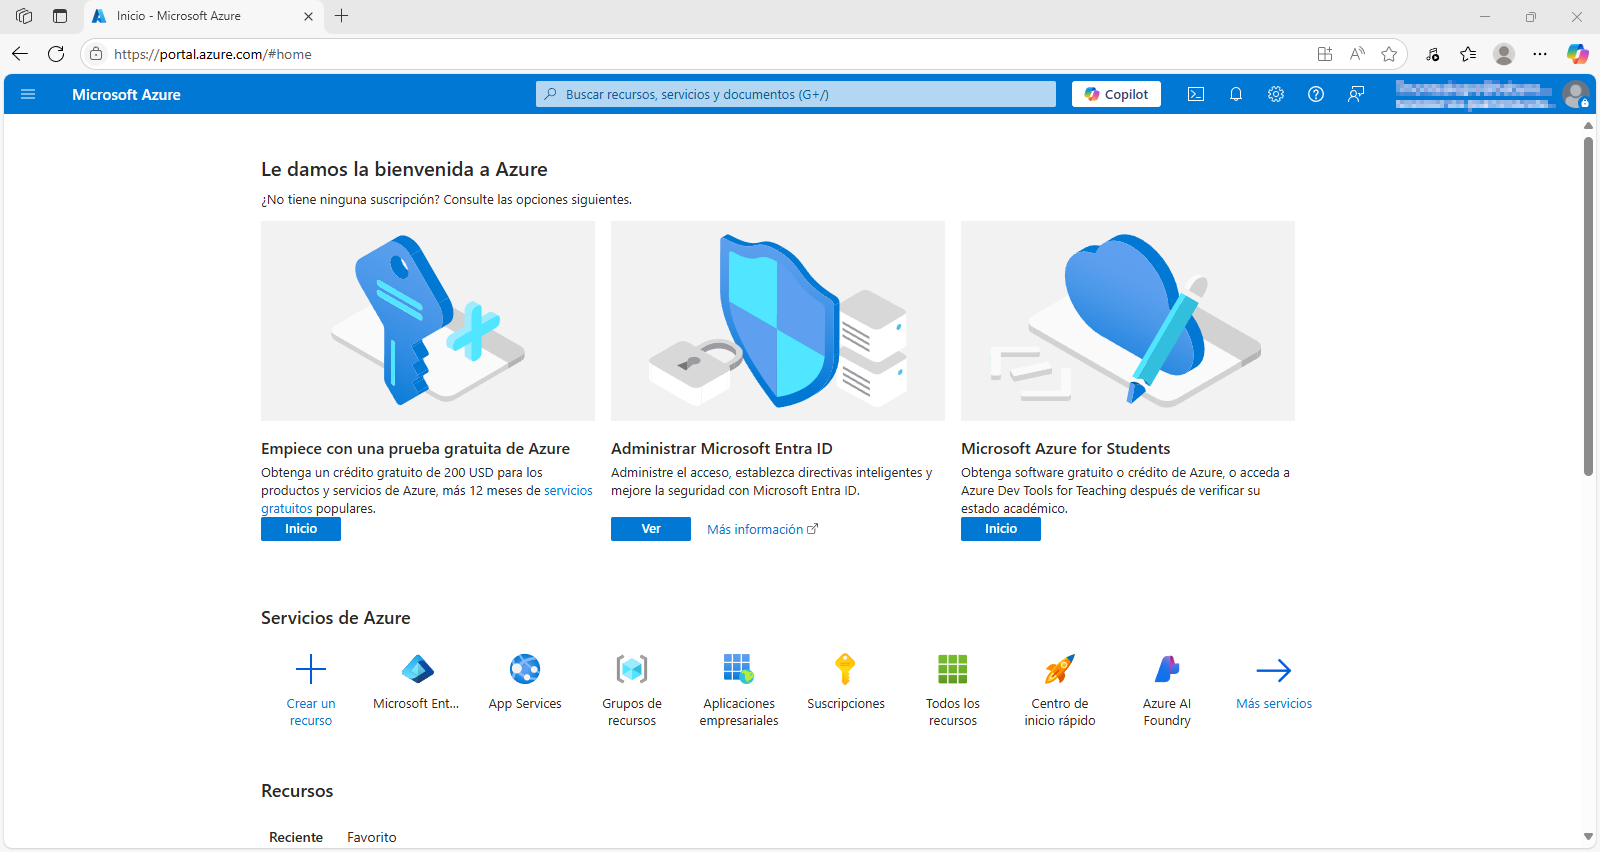 Inicio - Microsoft Azure
https://portal.azure.com/#home
Microsoft Azure
Buscar recursos, servicios y documentos (G+/)
Copilot
Le damos la bienvenida a Azure
¿No tiene ninguna suscripción? Consulte las opciones siguientes.
Empiece con una prueba gratuita de Azure
Obtenga un crédito gratuito de 200 USD para los
productos y servicios de Azure, más 12 meses de servicios
gratuitos populares.
Inicio
Administrar Microsoft Entra ID
Administre el acceso, establezca directivas inteligentes y
mejore la seguridad con Microsoft Entra ID.
Ver
Más información
Microsoft Azure for Students
Obtenga software gratuito o crédito de Azure, o acceda a
Azure Dev Tools for Teaching después de verificar su
estado académico.
Inicio
Servicios de Azure
Crear un
recurso
Microsoft Ent...
App Services
Grupos de
recursos
Aplicaciones
empresariales
Suscripciones
Todos los
recursos
Centro de
inicio rápido
Azure AI
Foundry
Más servicios
Recursos
Reciente
Favorito